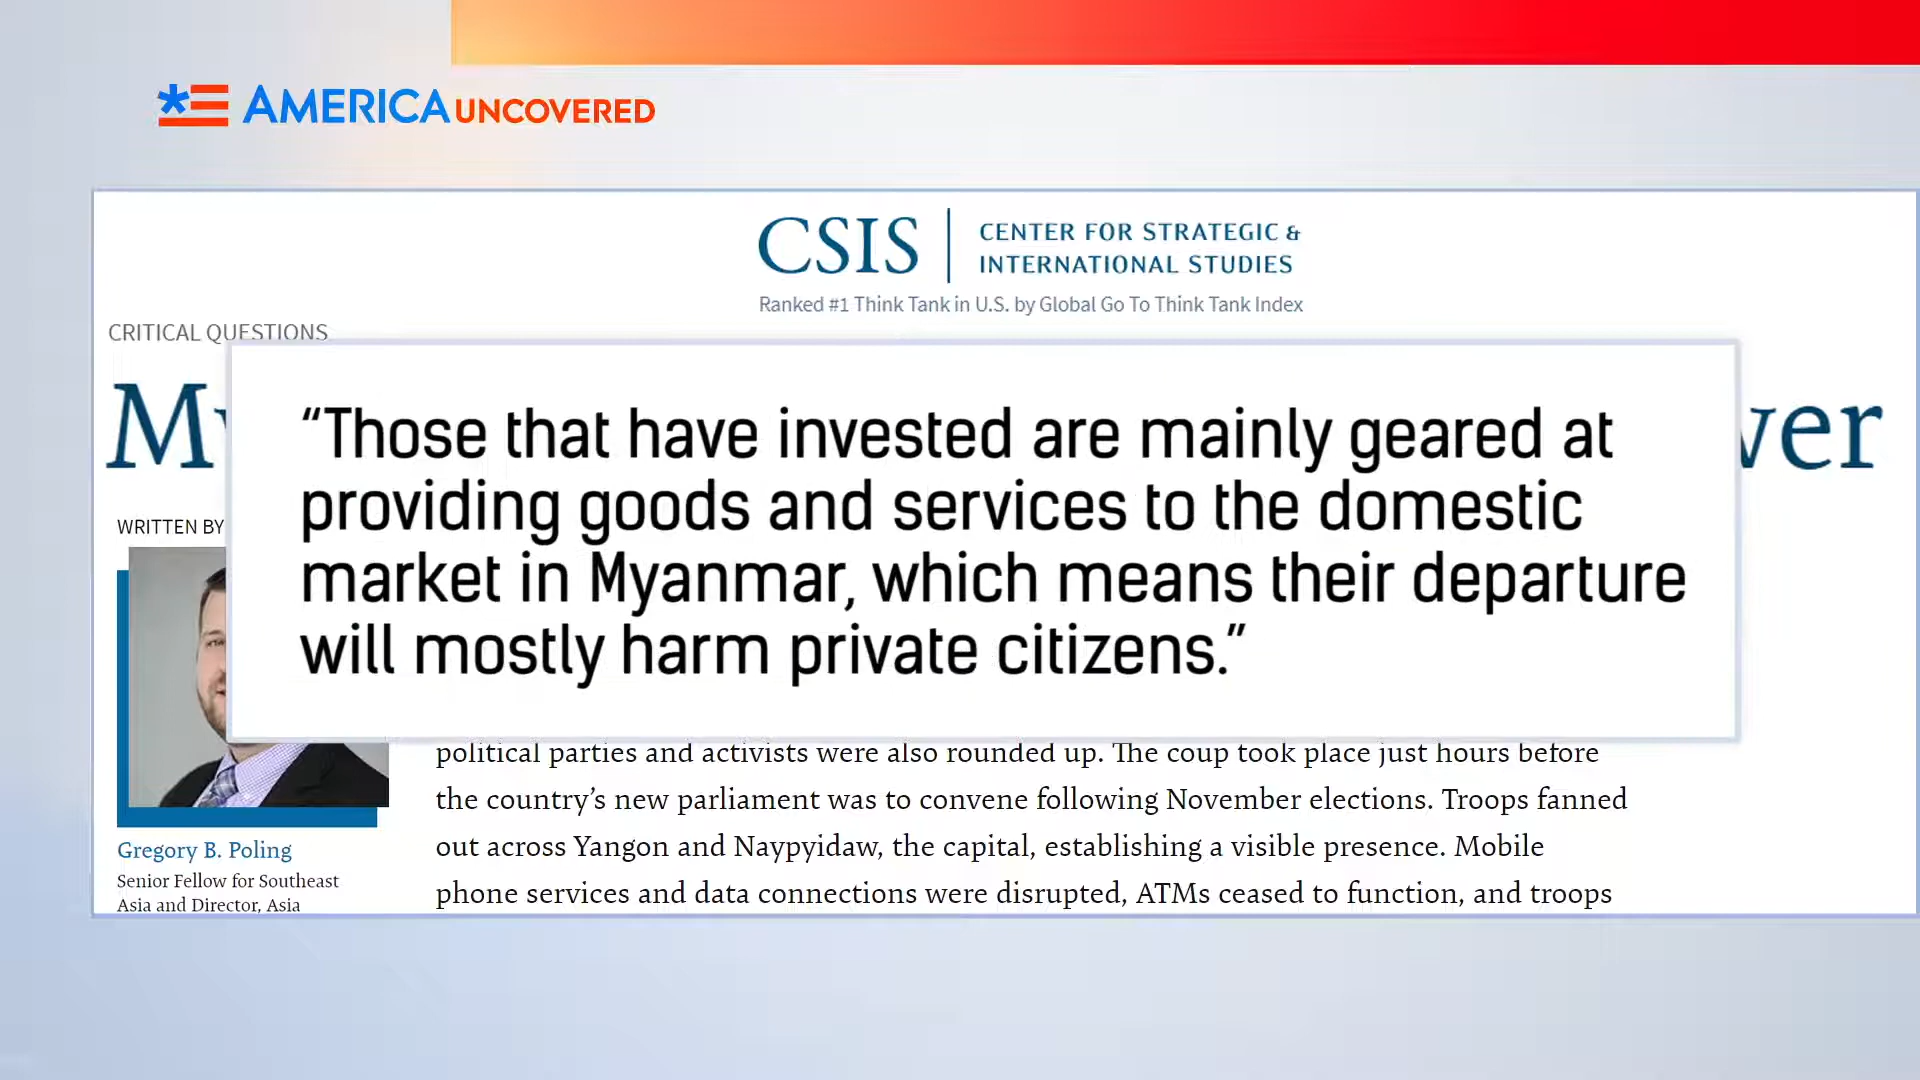 AMERICA UNCOVERED
CSIS
CENTER FOR STRATEGIC &
INTERNATIONAL STUDIES
Ranked #1 Think Tank in U.S. by Global Go To Think Tank Index
CRITICAL QUESTIONS
“Those that have invested are mainly geared at
providing goods and services to the domestic
market in Myanmar, which means their departure
will mostly harm private citizens.”
WRITTEN BY
political parties and activists were also rounded up. The coup took place just hours before
the country’s new parliament was to convene following November elections. Troops fanned
out across Yangon and Naypyidaw, the capital, establishing a visible presence. Mobile
phone services and data connections were disrupted, ATMs ceased to function, and troops
Gregory B. Poling
Senior Fellow for Southeast
Asia and Director, Asia